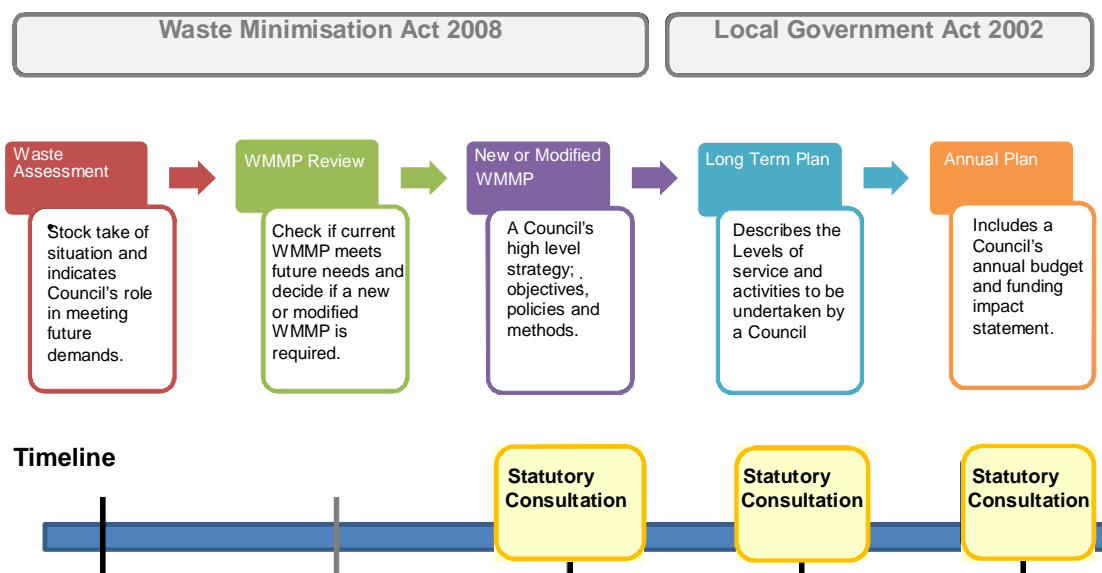 Waste Minimisation Act 2008
Local Government Act 2002
Waste
Assessment
•Stock take of
situation and
indicates
Council's role
in meeting
future
demands.
WMMP Review
Check if current
WMMP meets
future needs and
decide if a new
or modified
WMMP is
required.
New or Modified
WMMP
A Council's
high level
strategy;
objectives,
policies and
methods.
Long Term Plan
Describes the
Levels of
service and
activities to be
undertaken by
a Council
Annual Plan
Includes a
Council's
annual budget
and funding
impact
statement.
Timeline
Statutory
Consultation
Statutory
Consultation
Statutory
Consultation